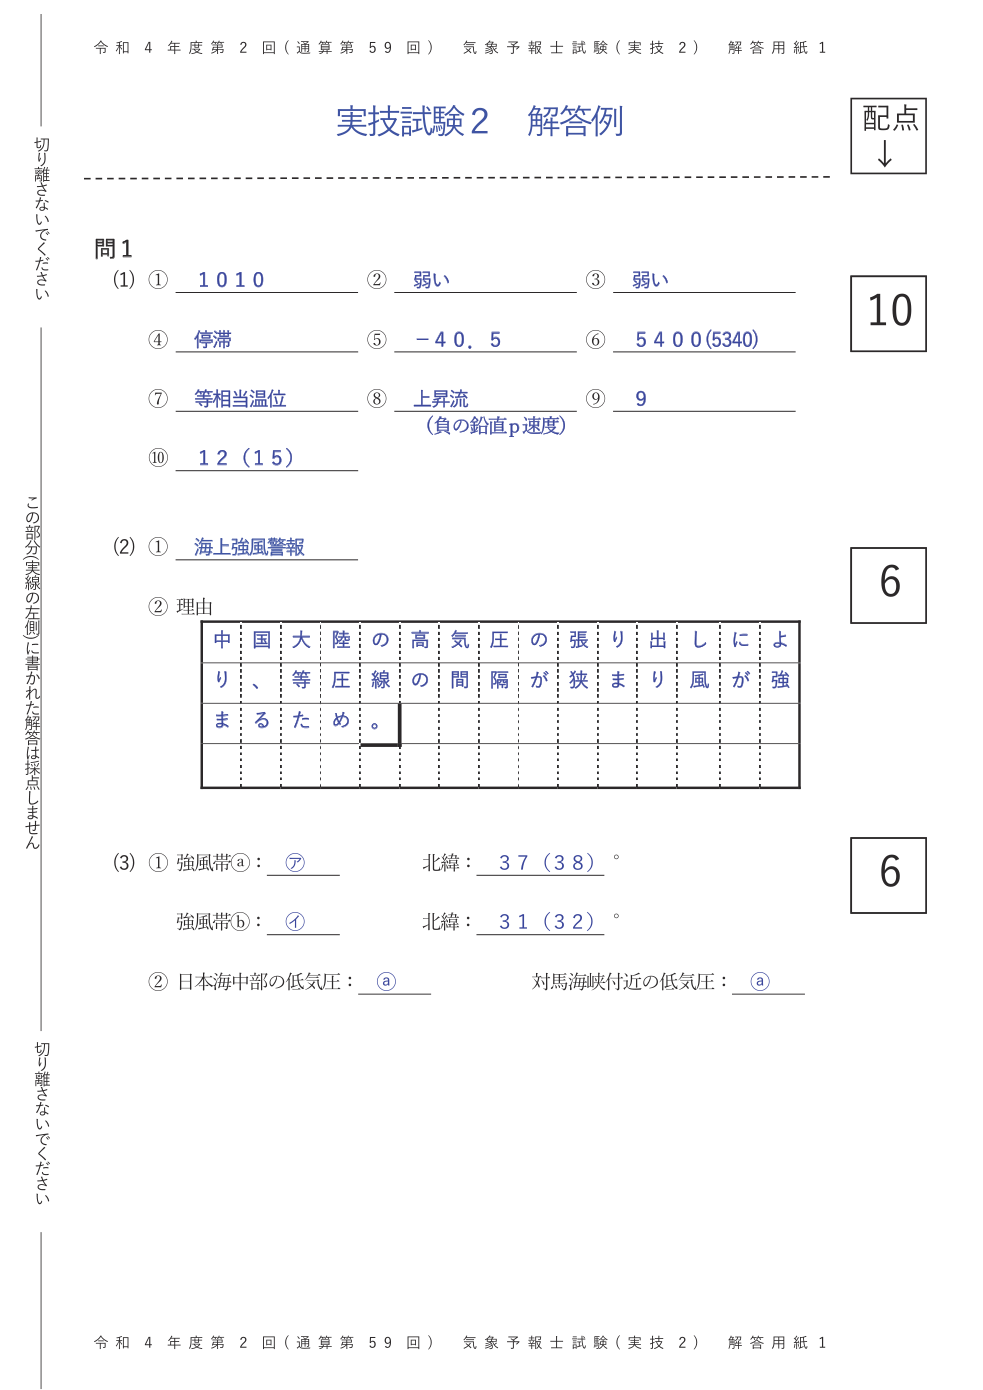 令和4年度第2回(通算第59回) 気象予報士試験(実技2) 解答用紙1
実技試験2 解答例
配点
↓
切り離さないでください
問1
(1) ① 1010 ② 弱い ③ 弱い
10
④ 停滞 ⑤ −40.5 ⑥ 5400(5340)
⑦ 等相当温位 ⑧ 上昇流 ⑨ 9
(負の鉛直p速度)
⑩ 12(15)
この部分(実線の左側)に書かれた解答は採点しません
(2) ① 海上強風警報
6
② 理由
中国大陸の高気圧の張り出しによ
り、等圧線の間隔が狭まり風が強
まるため。
(3) ① 強風帯ⓐ： ㋐ 北緯： 37(38)°
6
強風帯ⓑ： ㋑ 北緯： 31(32)°
② 日本海中部の低気圧： ⓐ 対馬海峡付近の低気圧： ⓐ
切り離さないでください
令和4年度第2回(通算第59回) 気象予報士試験(実技2) 解答用紙1